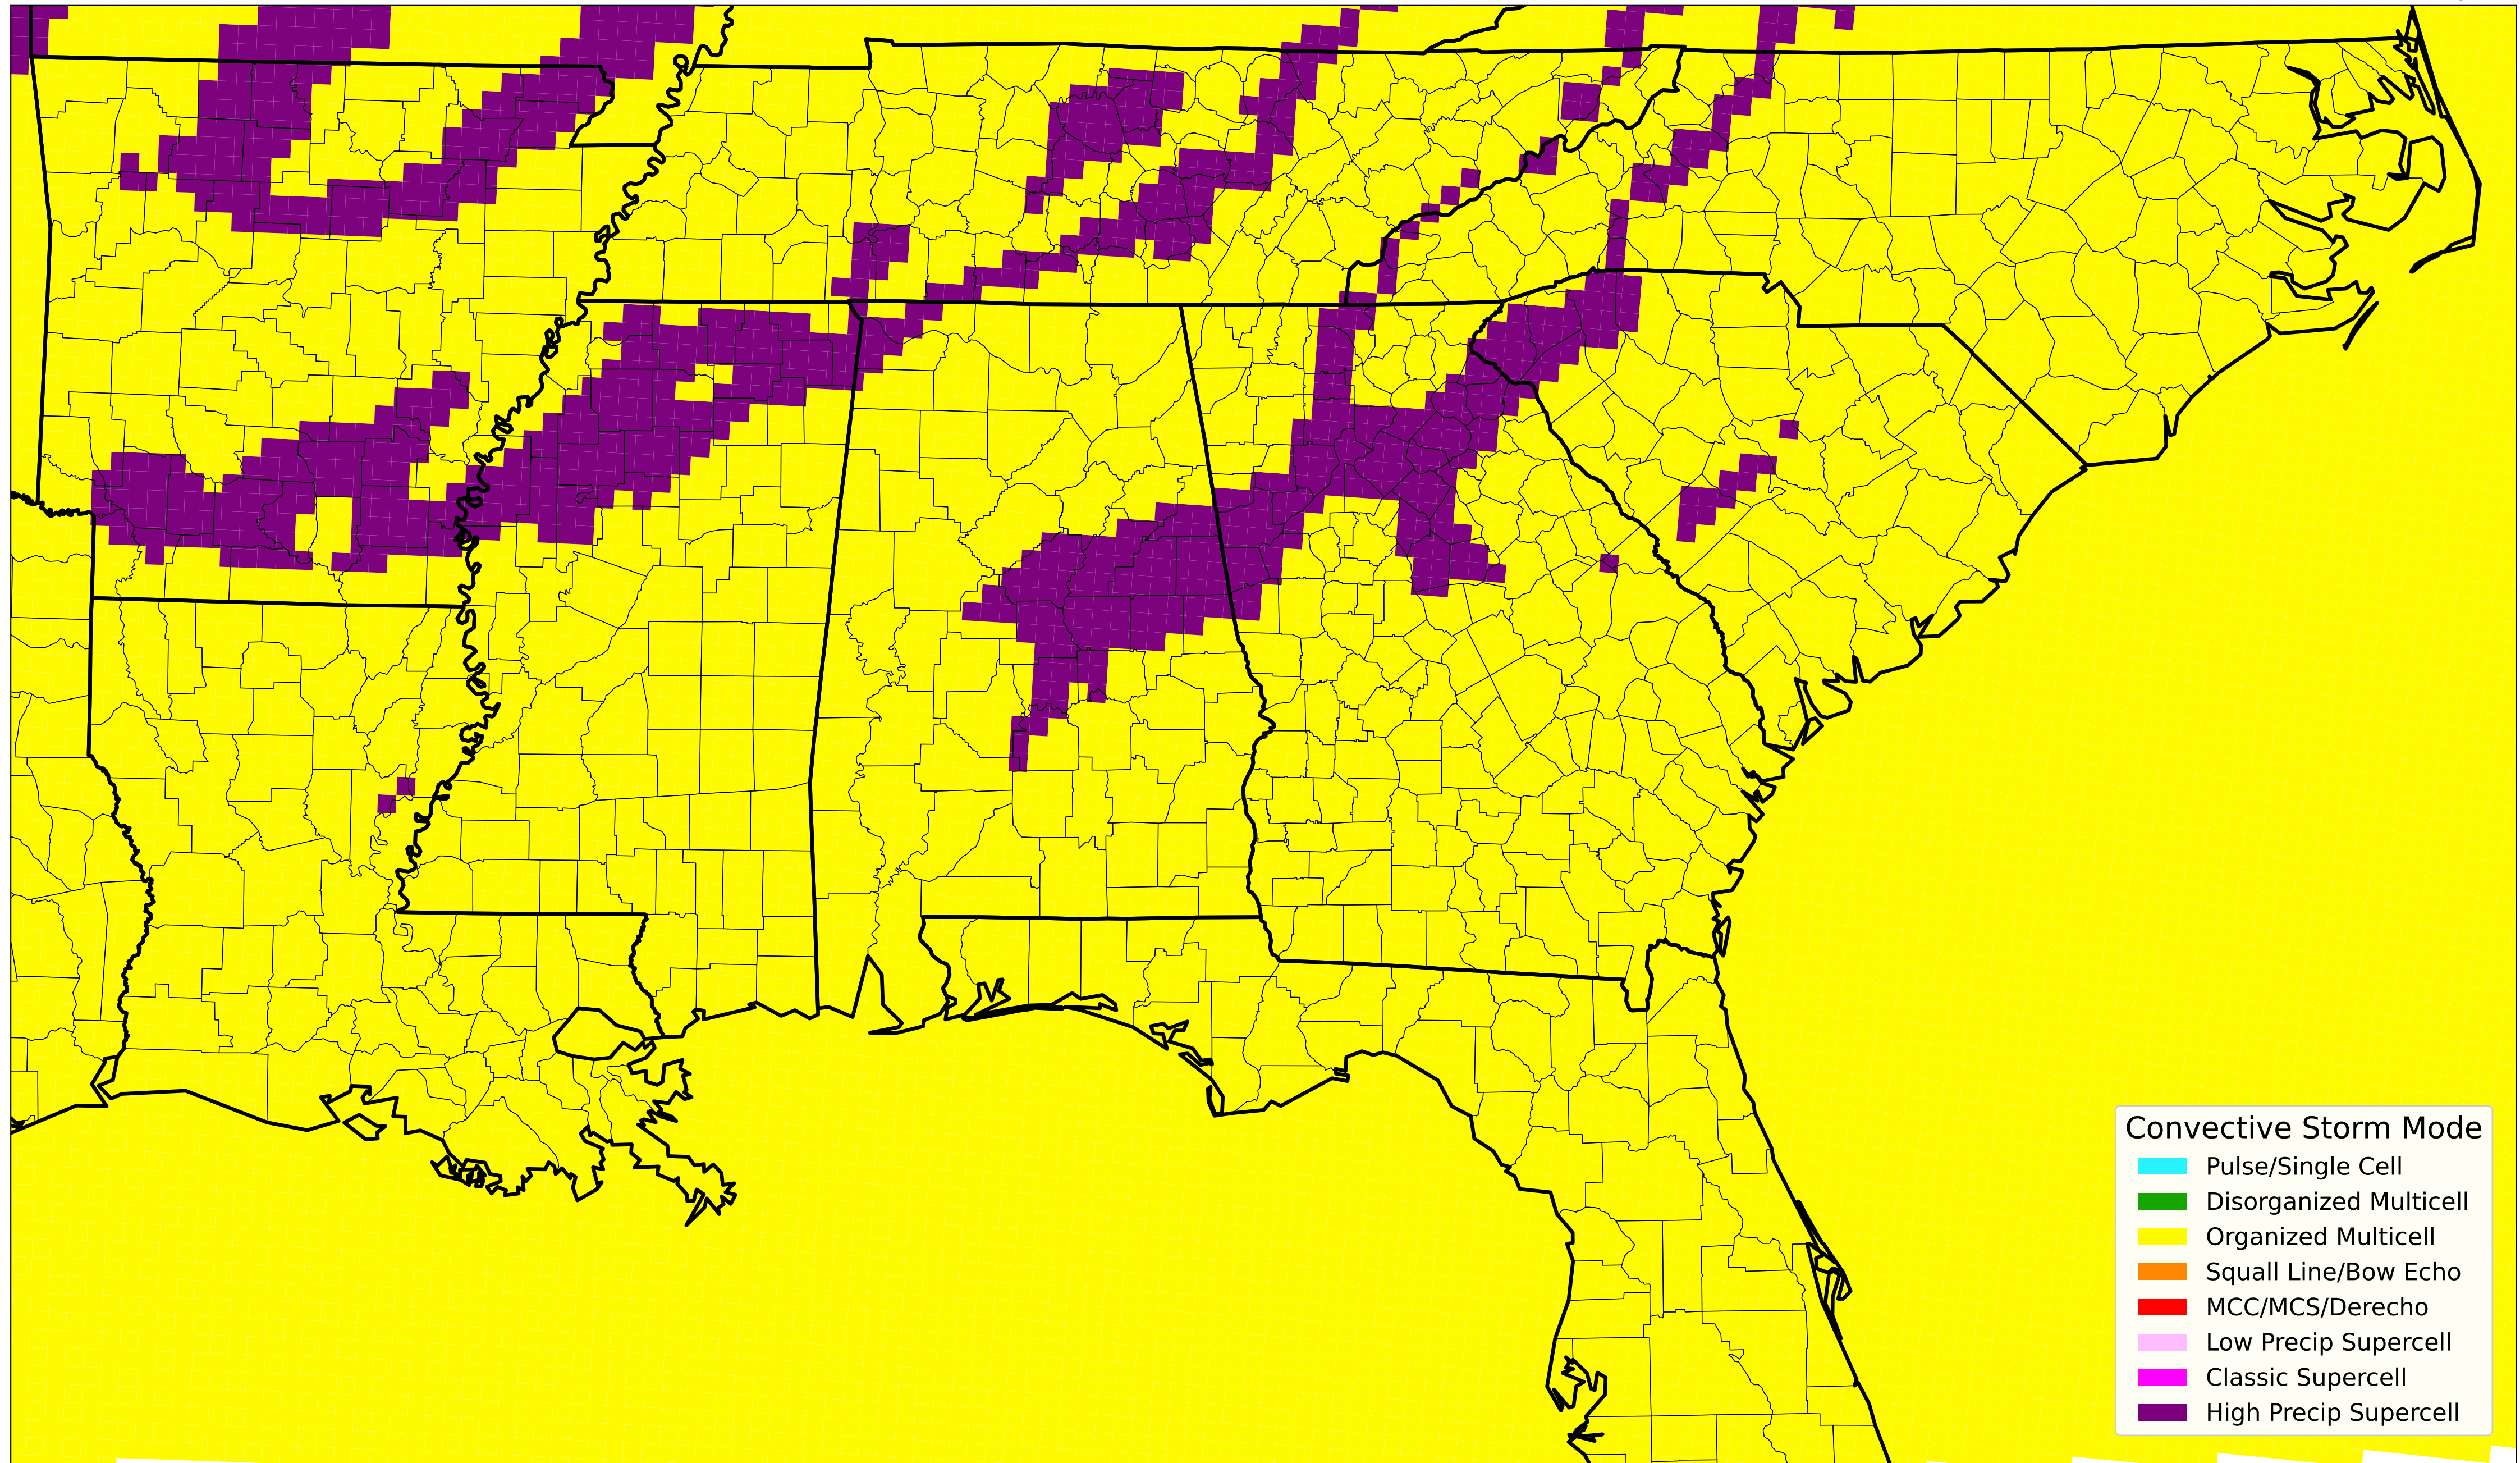 Convective Storm Mode
Pulse/Single Cell
Disorganized Multicell
Organized Multicell
Squall Line/Bow Echo
MCC/MCS/Derecho
Low Precip Supercell
Classic Supercell
High Precip Supercell